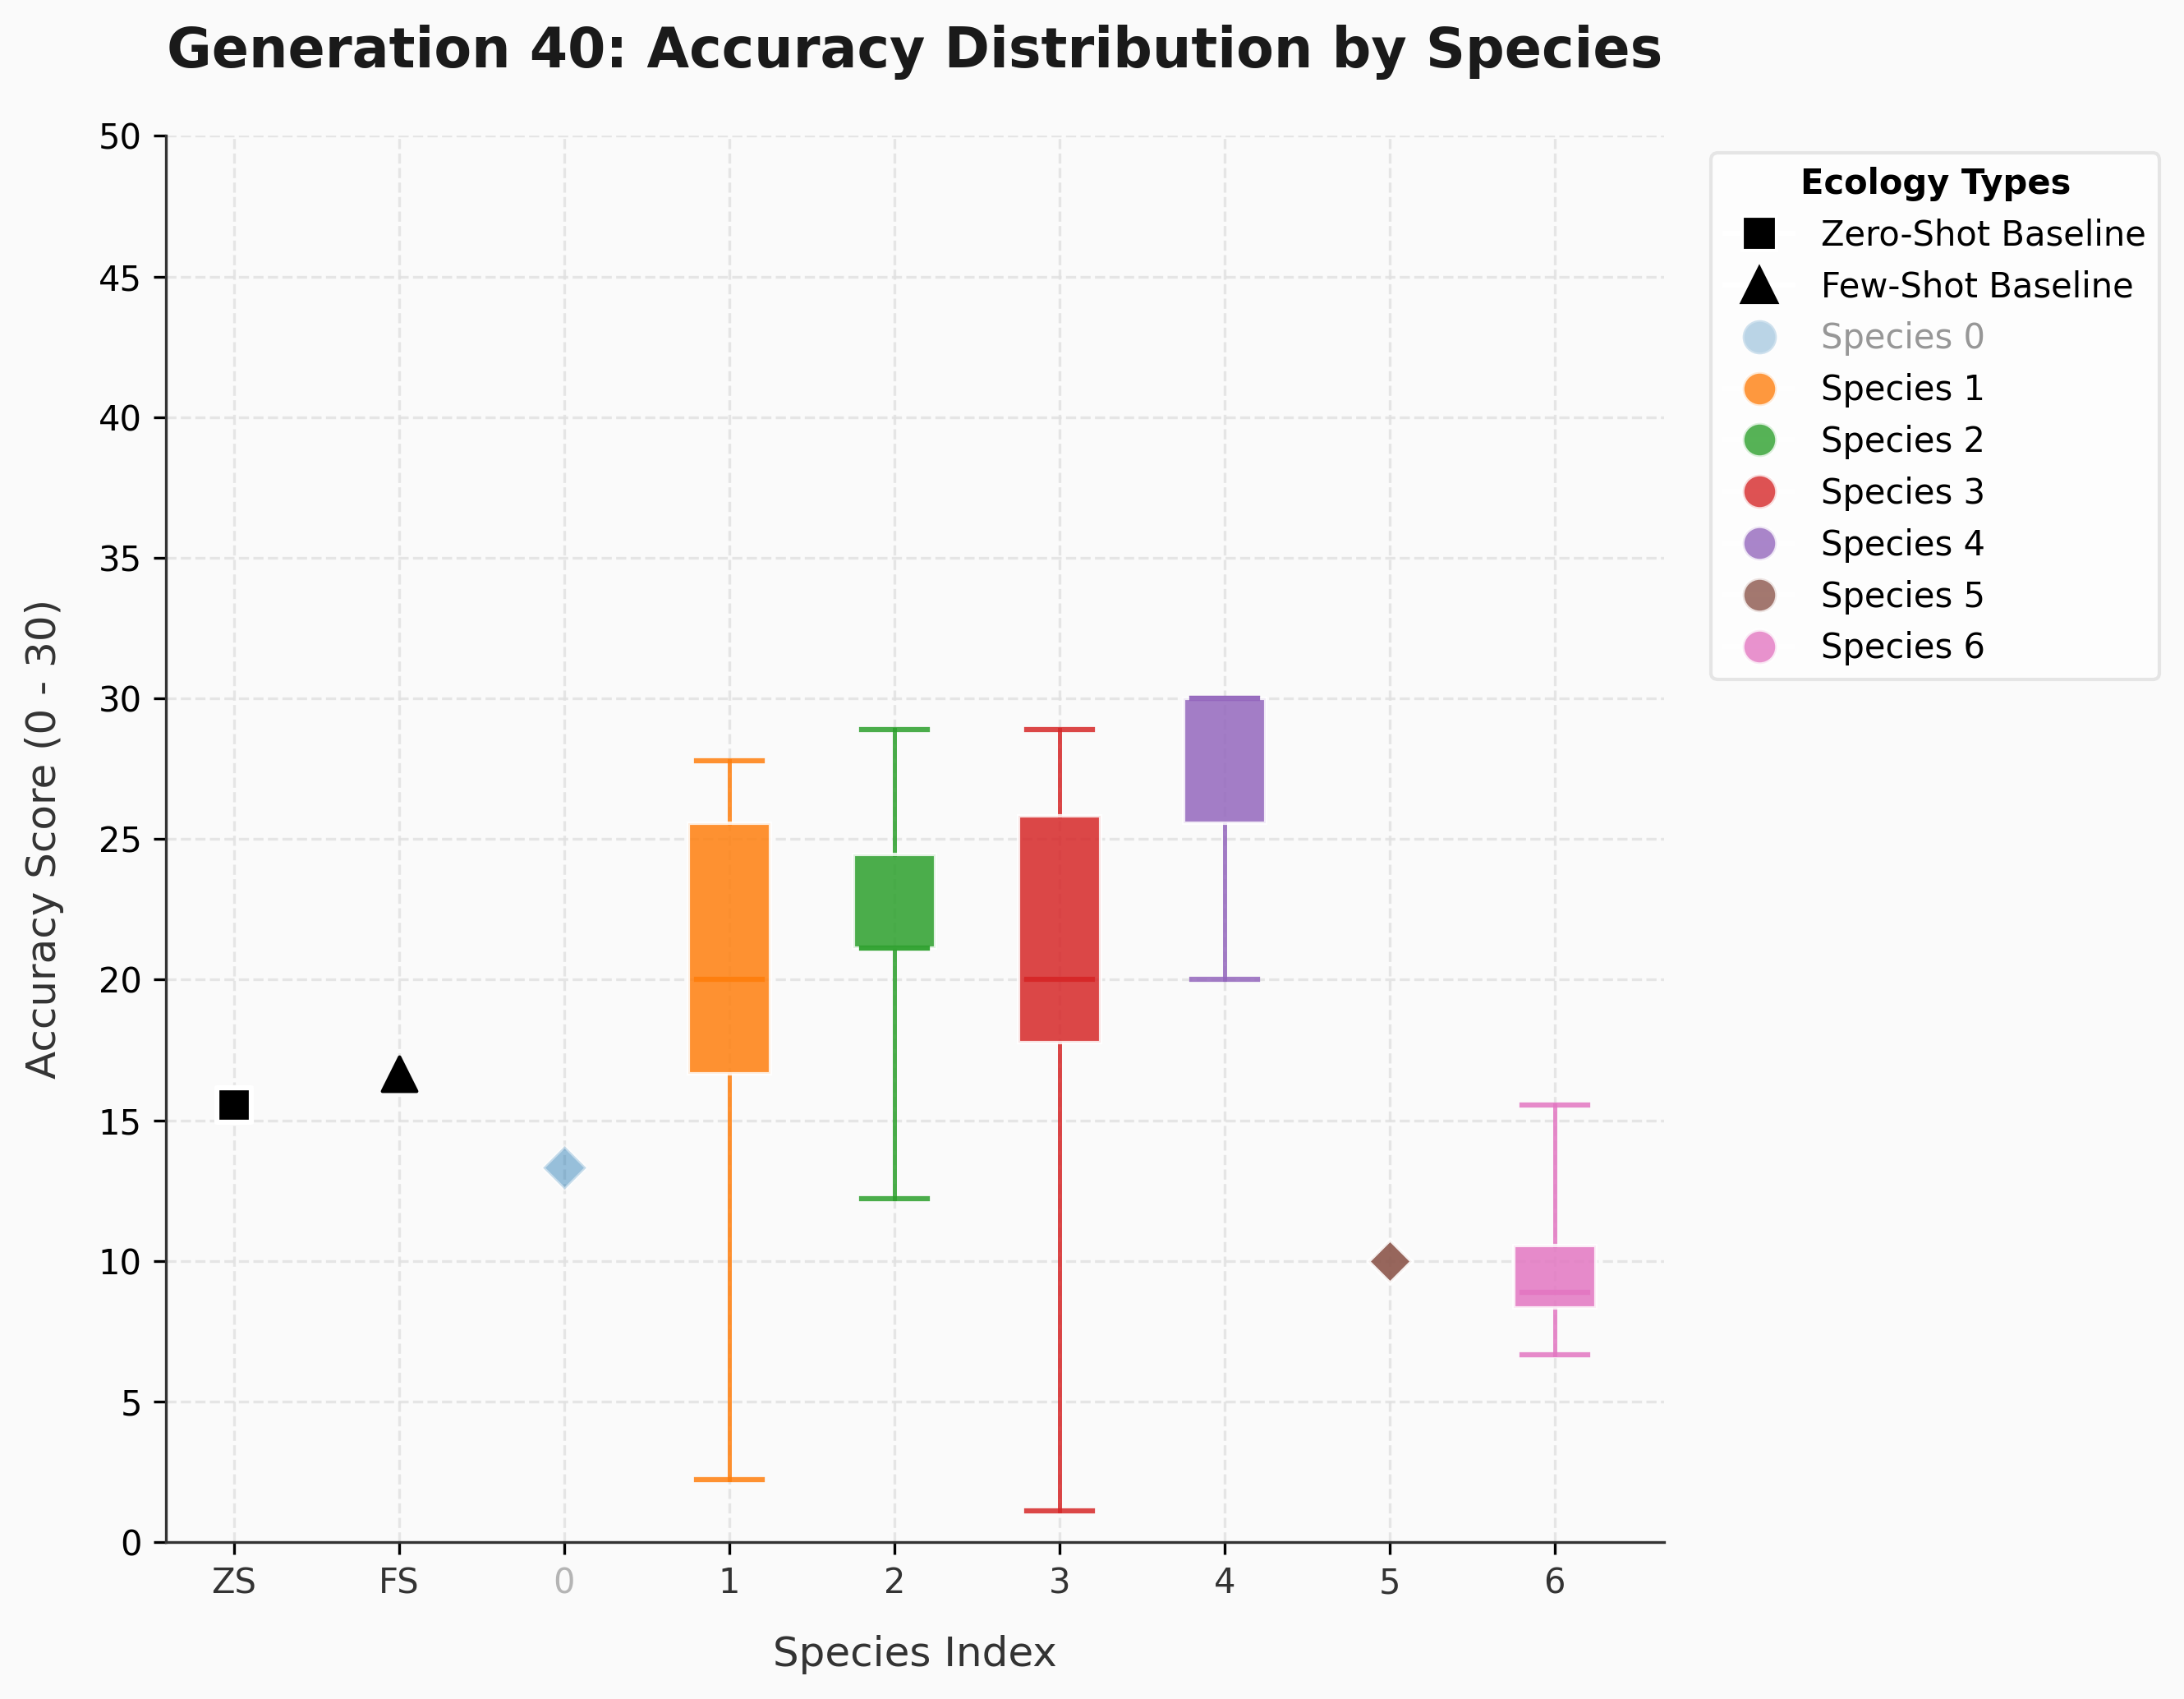 Generation 40: Accuracy Distribution by Species
Accuracy Score (0 - 30)
50
45
40
35
30
25
20
15
10
5
0
ZS FS 0 1 2 3 4 5 6
Species Index
Ecology Types
Zero-Shot Baseline
Few-Shot Baseline
Species 0
Species 1
Species 2
Species 3
Species 4
Species 5
Species 6